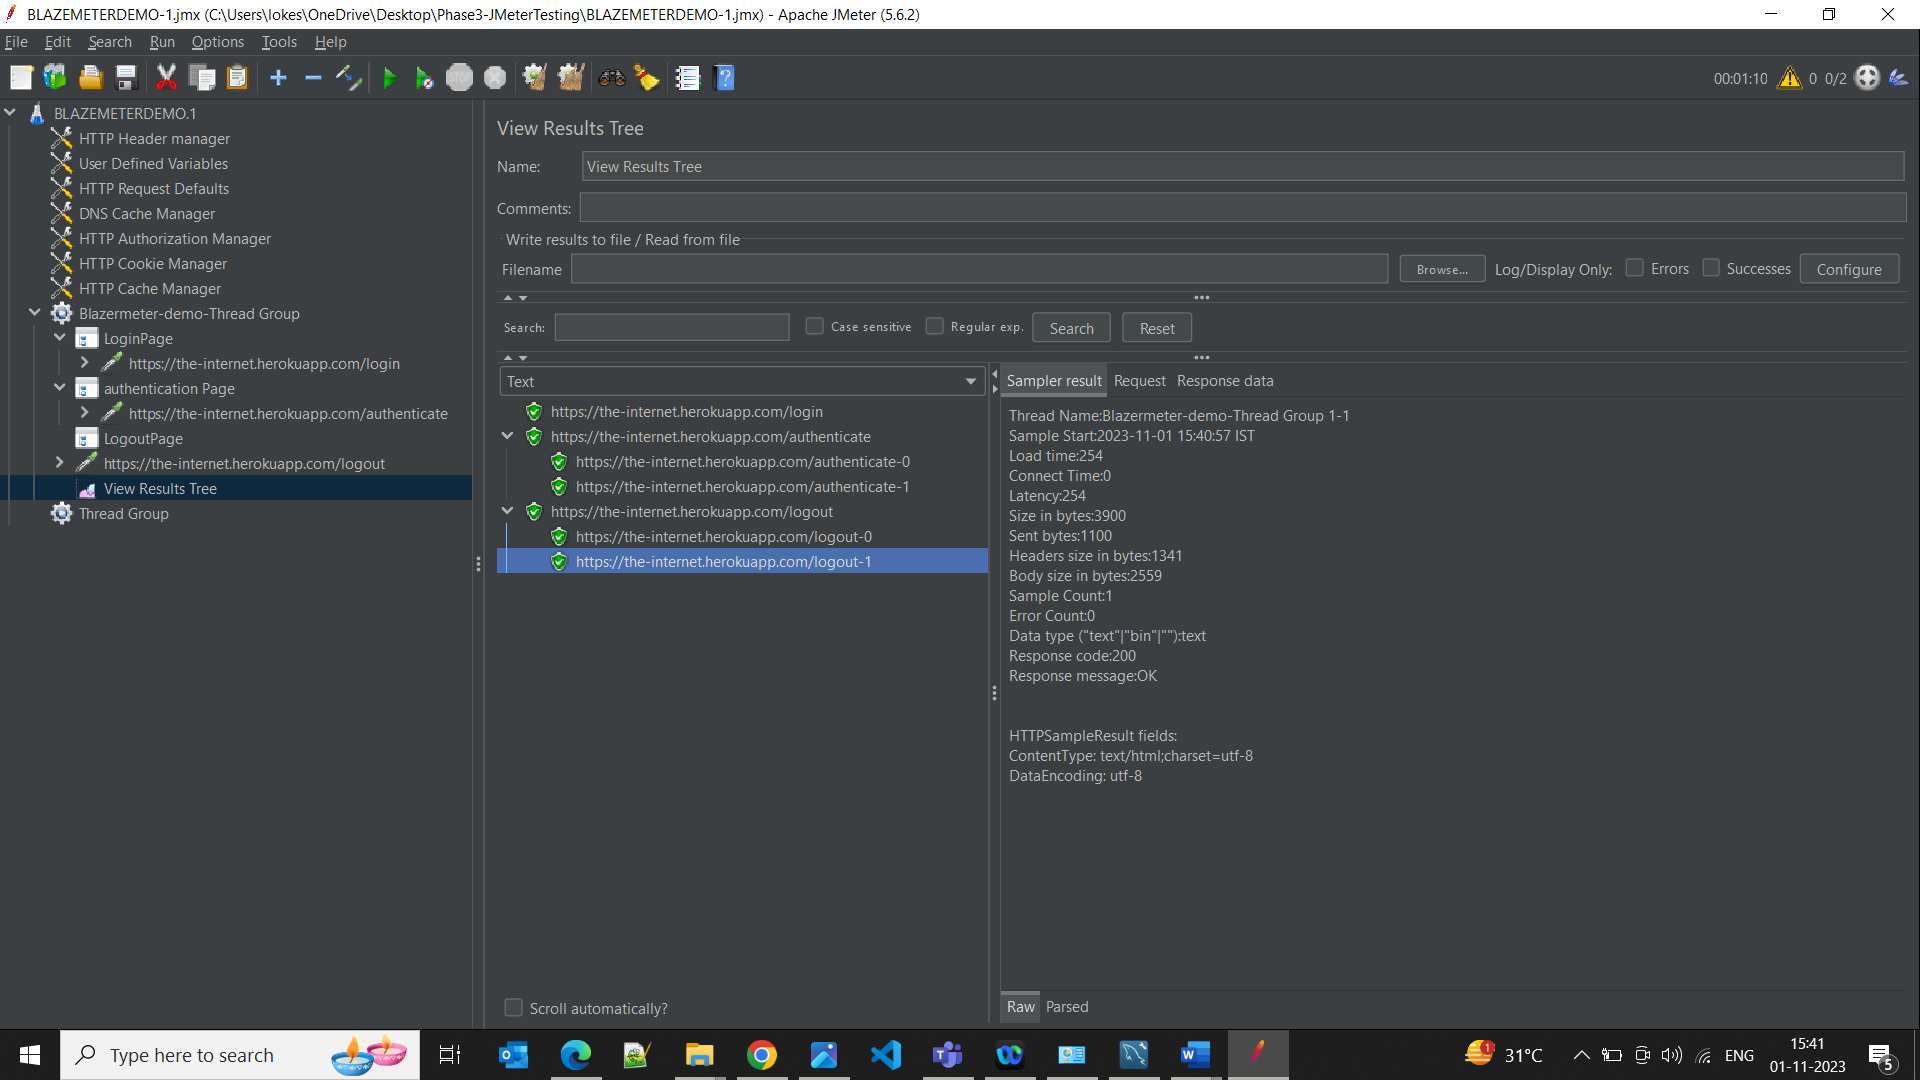 BLAZEMETERDEMO-1.jmx (C:\Users\lokes\OneDrive\Desktop\Phase3-JMeterTesting\BLAZEMETERDEMO-1.jmx) - Apache JMeter (5.6.2)
File Edit Search Run Options Tools Help
STOP
00:01:10 0 0/2
BLAZEMETERDEMO.1
HTTP Header manager
User Defined Variables
HTTP Request Defaults
DNS Cache Manager
HTTP Authorization Manager
HTTP Cookie Manager
HTTP Cache Manager
Blazermeter-demo-Thread Group
LoginPage
https://the-internet.herokuapp.com/login
authentication Page
https://the-internet.herokuapp.com/authenticate
LogoutPage
https://the-internet.herokuapp.com/logout
View Results Tree
Thread Group
View Results Tree
Name: View Results Tree
Comments:
Write results to file / Read from file
Filename Browse... Log/Display Only: Errors Successes Configure
Search: Case sensitive Regular exp. Search Reset
Text
https://the-internet.herokuapp.com/login
https://the-internet.herokuapp.com/authenticate
https://the-internet.herokuapp.com/authenticate-0
https://the-internet.herokuapp.com/authenticate-1
https://the-internet.herokuapp.com/logout
https://the-internet.herokuapp.com/logout-0
https://the-internet.herokuapp.com/logout-1
Scroll automatically?
Sampler result Request Response data
Thread Name:Blazermeter-demo-Thread Group 1-1
Sample Start:2023-11-01 15:40:57 IST
Load time:254
Connect Time:0
Latency:254
Size in bytes:3900
Sent bytes:1100
Headers size in bytes:1341
Body size in bytes:2559
Sample Count:1
Error Count:0
Data type ("text"|"bin"|""):text
Response code:200
Response message:OK
HTTPSampleResult fields:
ContentType: text/html;charset=utf-8
DataEncoding: utf-8
Raw Parsed
Type here to search
1
31°C
ENG
15:41
01-11-2023
5